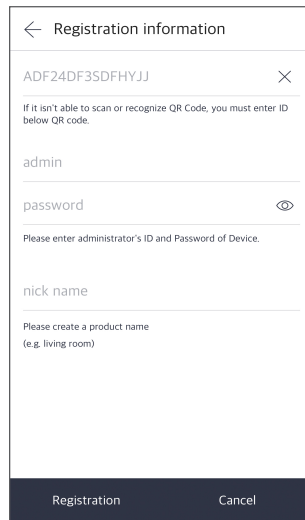 Registration information
ADF24DF3SDFHYJJ
If it isn't able to scan or recognize QR Code, you must enter ID
below QR code.
admin
password
Please enter administrator's ID and Password of Device.
nick name
Please create a product name
(e.g. living room)
Registration Cancel